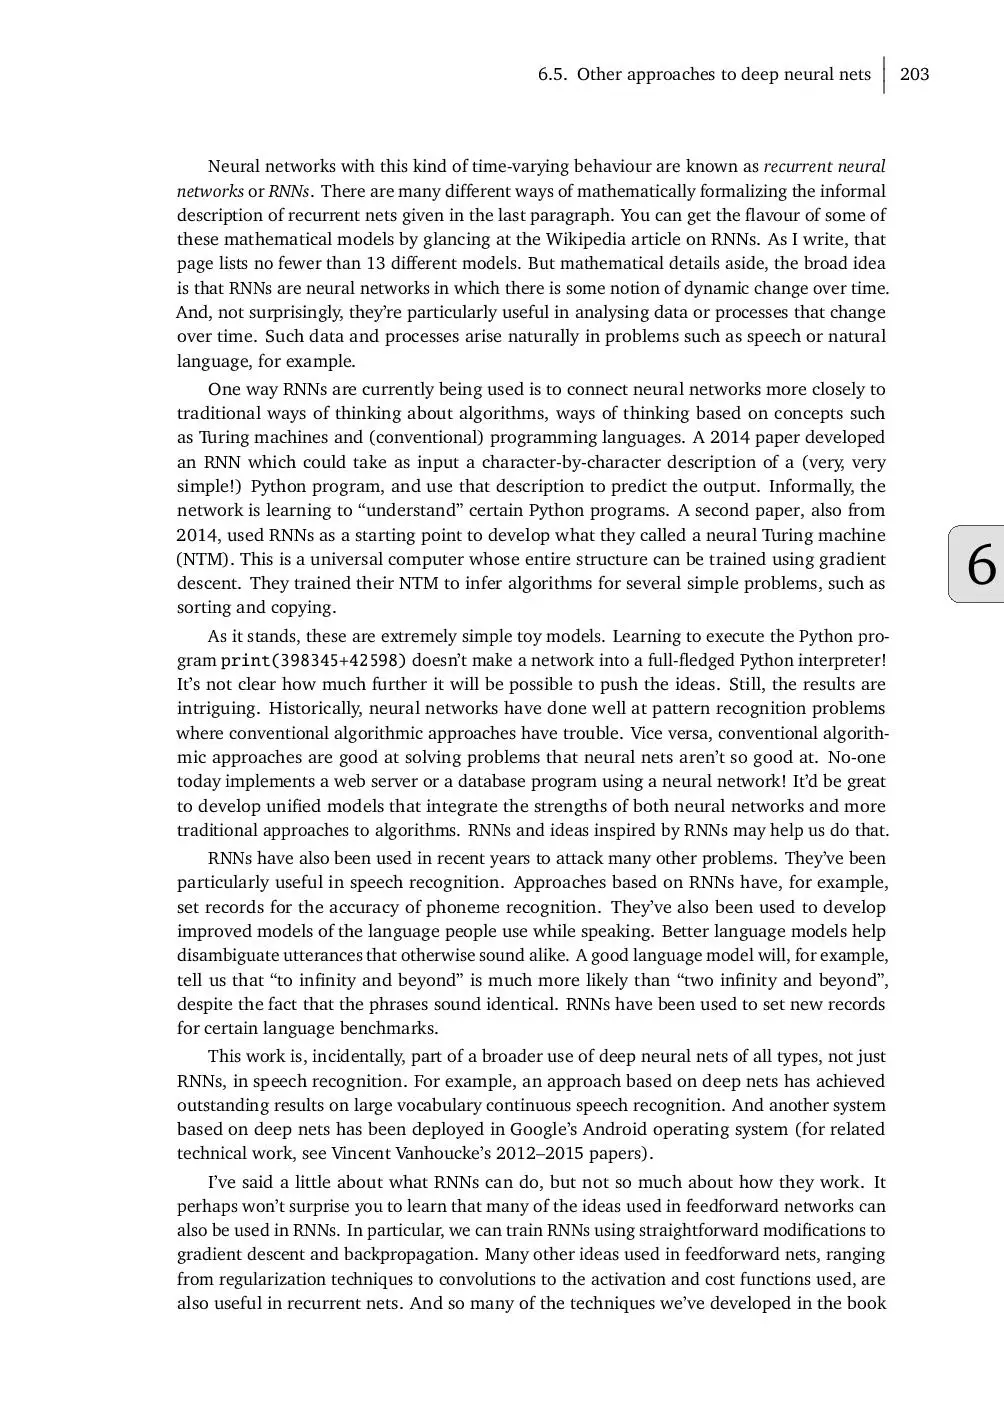 6.5. Other approaches to deep neural nets 203
Neural networks with this kind of time-varying behaviour are known as recurrent neural
networks or RNNs. There are many different ways of mathematically formalizing the informal
description of recurrent nets given in the last paragraph. You can get the flavour of some of
these mathematical models by glancing at the Wikipedia article on RNNs. As I write, that
page lists no fewer than 13 different models. But mathematical details aside, the broad idea
is that RNNs are neural networks in which there is some notion of dynamic change over time.
And, not surprisingly, they’re particularly useful in analysing data or processes that change
over time. Such data and processes arise naturally in problems such as speech or natural
language, for example.
One way RNNs are currently being used is to connect neural networks more closely to
traditional ways of thinking about algorithms, ways of thinking based on concepts such
as Turing machines and (conventional) programming languages. A 2014 paper developed
an RNN which could take as input a character-by-character description of a (very, very
simple!) Python program, and use that description to predict the output. Informally, the
network is learning to “understand” certain Python programs. A second paper, also from
2014, used RNNs as a starting point to develop what they called a neural Turing machine
(NTM). This is a universal computer whose entire structure can be trained using gradient
descent. They trained their NTM to infer algorithms for several simple problems, such as
sorting and copying.
As it stands, these are extremely simple toy models. Learning to execute the Python pro-
gram print(398345+42598) doesn’t make a network into a full-fledged Python interpreter!
It’s not clear how much further it will be possible to push the ideas. Still, the results are
intriguing. Historically, neural networks have done well at pattern recognition problems
where conventional algorithmic approaches have trouble. Vice versa, conventional algorith-
mic approaches are good at solving problems that neural nets aren’t so good at. No-one
today implements a web server or a database program using a neural network! It’d be great
to develop unified models that integrate the strengths of both neural networks and more
traditional approaches to algorithms. RNNs and ideas inspired by RNNs may help us do that.
RNNs have also been used in recent years to attack many other problems. They’ve been
particularly useful in speech recognition. Approaches based on RNNs have, for example,
set records for the accuracy of phoneme recognition. They’ve also been used to develop
improved models of the language people use while speaking. Better language models help
disambiguate utterances that otherwise sound alike. A good language model will, for example,
tell us that “to infinity and beyond” is much more likely than “two infinity and beyond”,
despite the fact that the phrases sound identical. RNNs have been used to set new records
for certain language benchmarks.
This work is, incidentally, part of a broader use of deep neural nets of all types, not just
RNNs, in speech recognition. For example, an approach based on deep nets has achieved
outstanding results on large vocabulary continuous speech recognition. And another system
based on deep nets has been deployed in Google’s Android operating system (for related
technical work, see Vincent Vanhoucke’s 2012–2015 papers).
I’ve said a little about what RNNs can do, but not so much about how they work. It
perhaps won’t surprise you to learn that many of the ideas used in feedforward networks can
also be used in RNNs. In particular, we can train RNNs using straightforward modifications to
gradient descent and backpropagation. Many other ideas used in feedforward nets, ranging
from regularization techniques to convolutions to the activation and cost functions used, are
also useful in recurrent nets. And so many of the techniques we’ve developed in the book
6